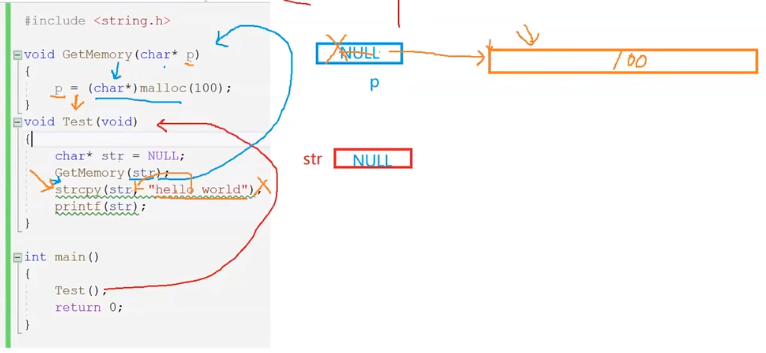 #include <string.h>
void GetMemory(char* p)
{
p = (char*)malloc(100);
}
void Test(void)
{
char* str = NULL;
GetMemory(str);
strcpy(str, "hello world");
printf(str);
}
int main()
{
Test();
return 0;
}
NULL
p
100
str
NULL